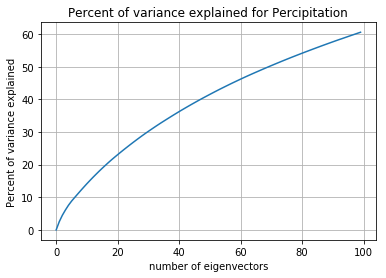 Percent of variance explained for Percipitation
Percent of variance explained
60
50
40
30
20
10
0
0 20 40 60 80 100
number of eigenvectors